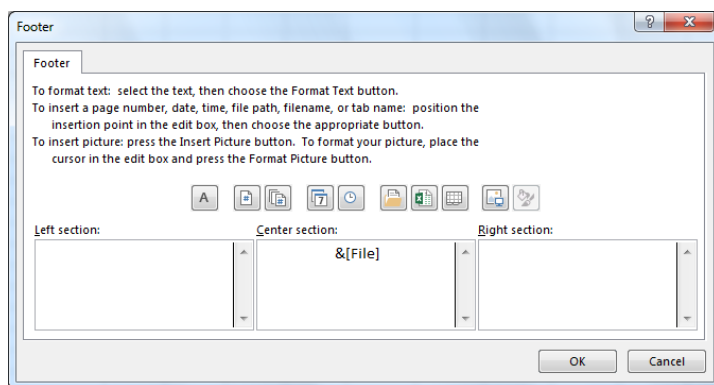 Footer
Footer
To format text: select the text, then choose the Format Text button.
To insert a page number, date, time, file path, filename, or tab name: position the
insertion point in the edit box, then choose the appropriate button.
To insert picture: press the Insert Picture button. To format your picture, place the
cursor in the edit box and press the Format Picture button.
A
7
Left section:
Center section:
Right section:
&[File]
OK
Cancel